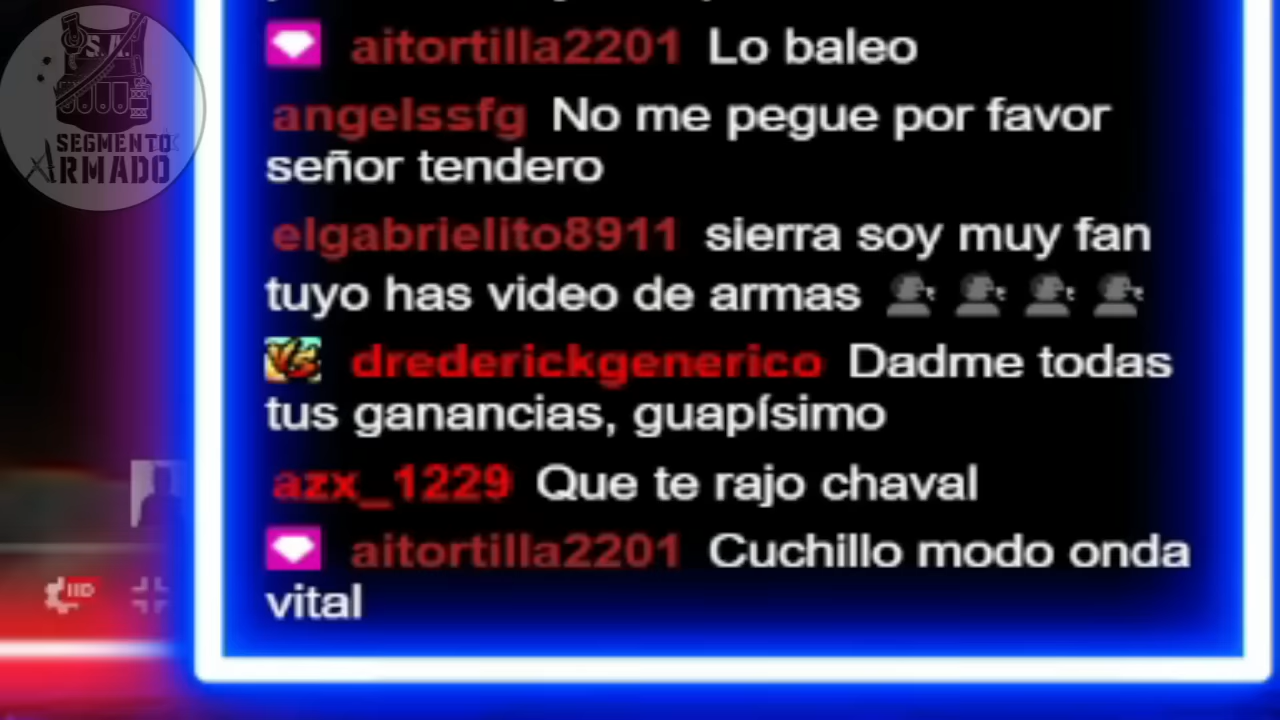 S.A.
SEGMENTO
ARMADO
aitortilla2201 Lo baleo
angelssfg No me pegue por favor
señor tendero
elgabrielito8911 sierra soy muy fan
tuyo has video de armas
drederickgenerico Dadme todas
tus ganancias, guapísimo
azx_1229 Que te rajo chaval
aitortilla2201 Cuchillo modo onda
vital